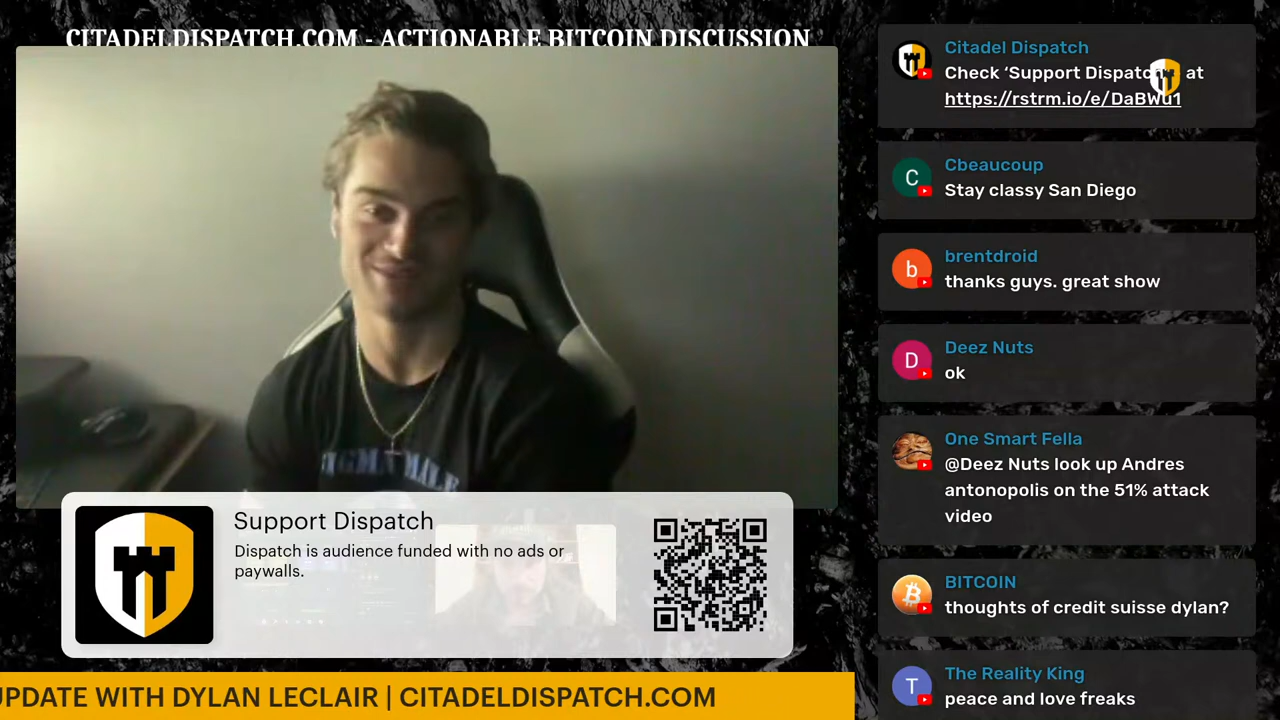 CITADELDISPATCH.COM - ACTIONABLE BITCOIN DISCUSSION
Support Dispatch
Dispatch is audience funded with no ads or
paywalls.
UPDATE WITH DYLAN LECLAIR | CITADELDISPATCH.COM
Citadel Dispatch
Check ‘Support Dispatch’ at
https://rstrm.io/e/DaBWu1
C
Cbeaucoup
Stay classy San Diego
b
brentdroid
thanks guys. great show
D
Deez Nuts
ok
One Smart Fella
@Deez Nuts look up Andres
antonopolis on the 51% attack
video
BITCOIN
thoughts of credit suisse dylan?
T
The Reality King
peace and love freaks